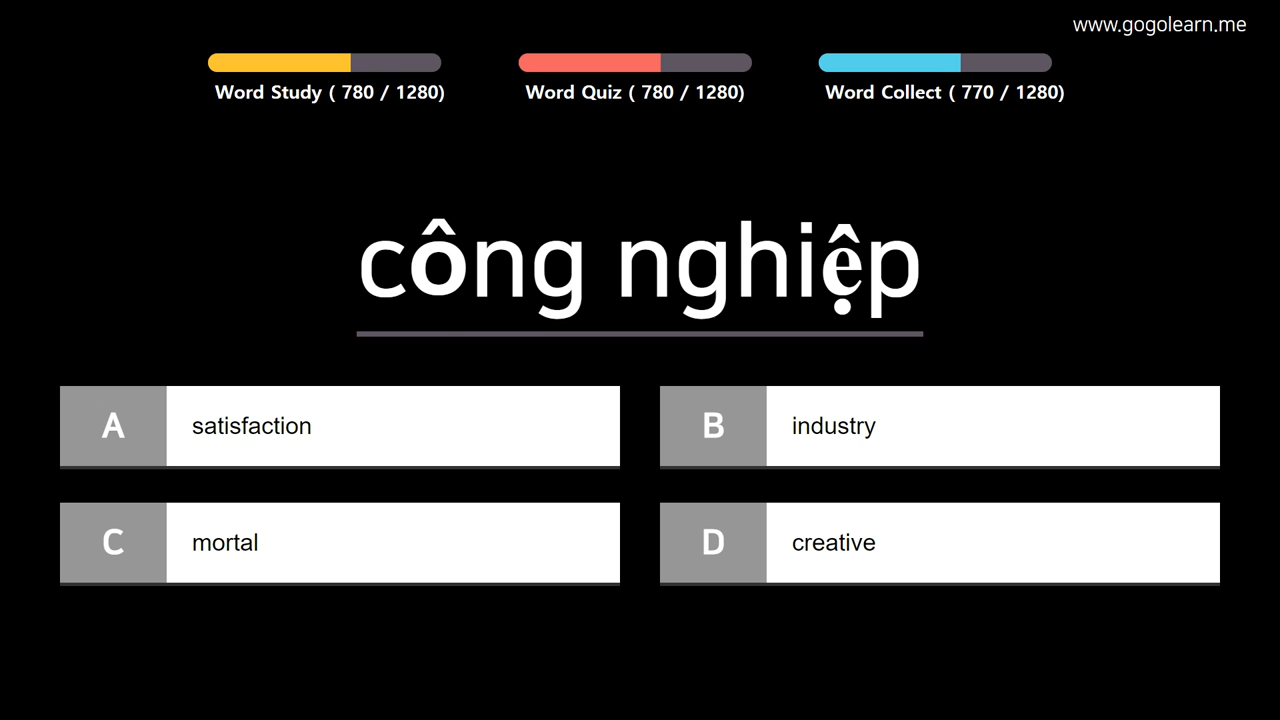 www.gogolearn.me
Word Study ( 780 / 1280)
Word Quiz ( 780 / 1280)
Word Collect ( 770 / 1280)
công nghiệp
A satisfaction
B industry
C mortal
D creative